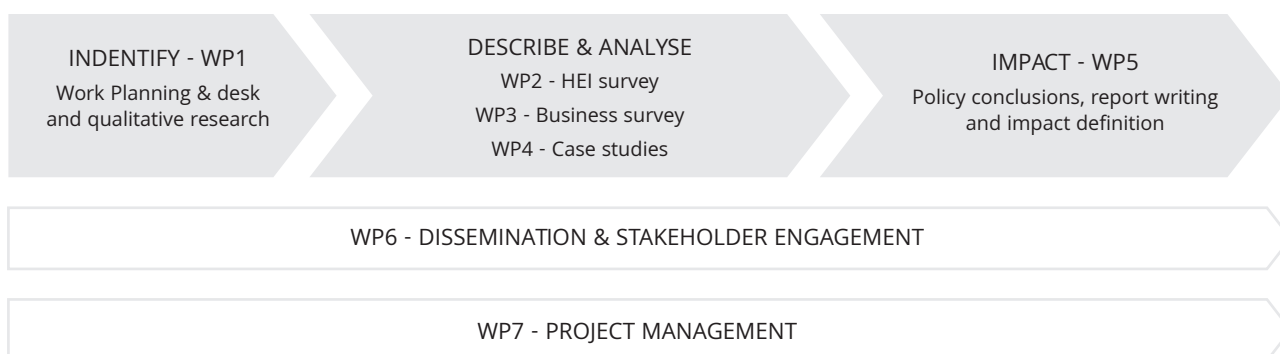 INDENTIFY - WP1
Work Planning & desk
and qualitative research
DESCRIBE & ANALYSE
WP2 - HEI survey
WP3 - Business survey
WP4 - Case studies
IMPACT - WP5
Policy conclusions, report writing
and impact definition
WP6 - DISSEMINATION & STAKEHOLDER ENGAGEMENT
WP7 - PROJECT MANAGEMENT